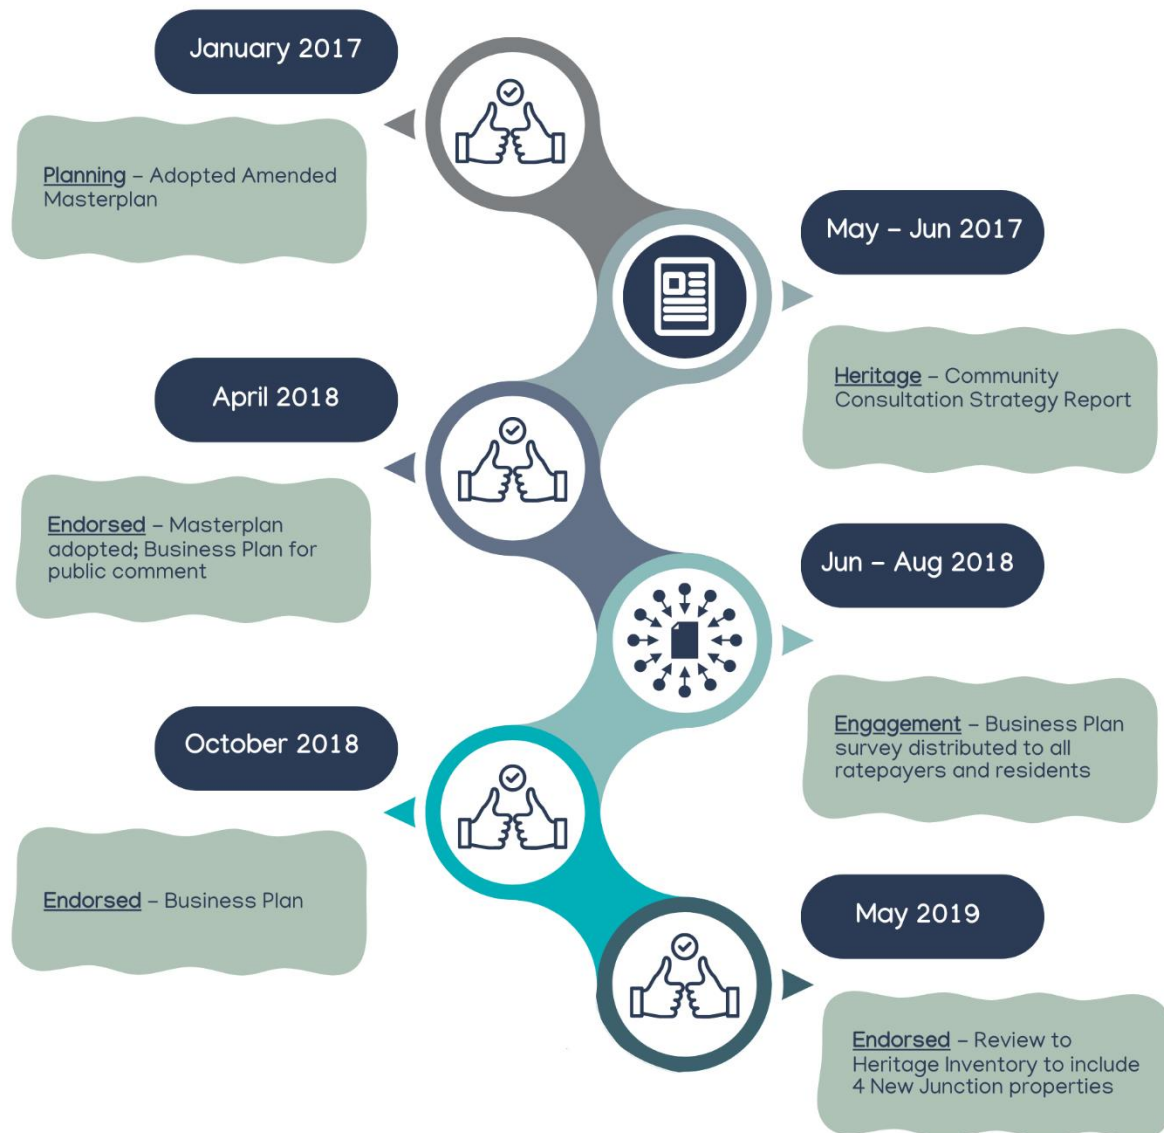 January 2017
Planning – Adopted Amended
Masterplan
May – Jun 2017
Heritage – Community
Consultation Strategy Report
April 2018
Endorsed – Masterplan
adopted; Business Plan for
public comment
Jun – Aug 2018
Engagement – Business Plan
survey distributed to all
ratepayers and residents
October 2018
Endorsed – Business Plan
May 2019
Endorsed – Review to
Heritage Inventory to include
4 New Junction properties